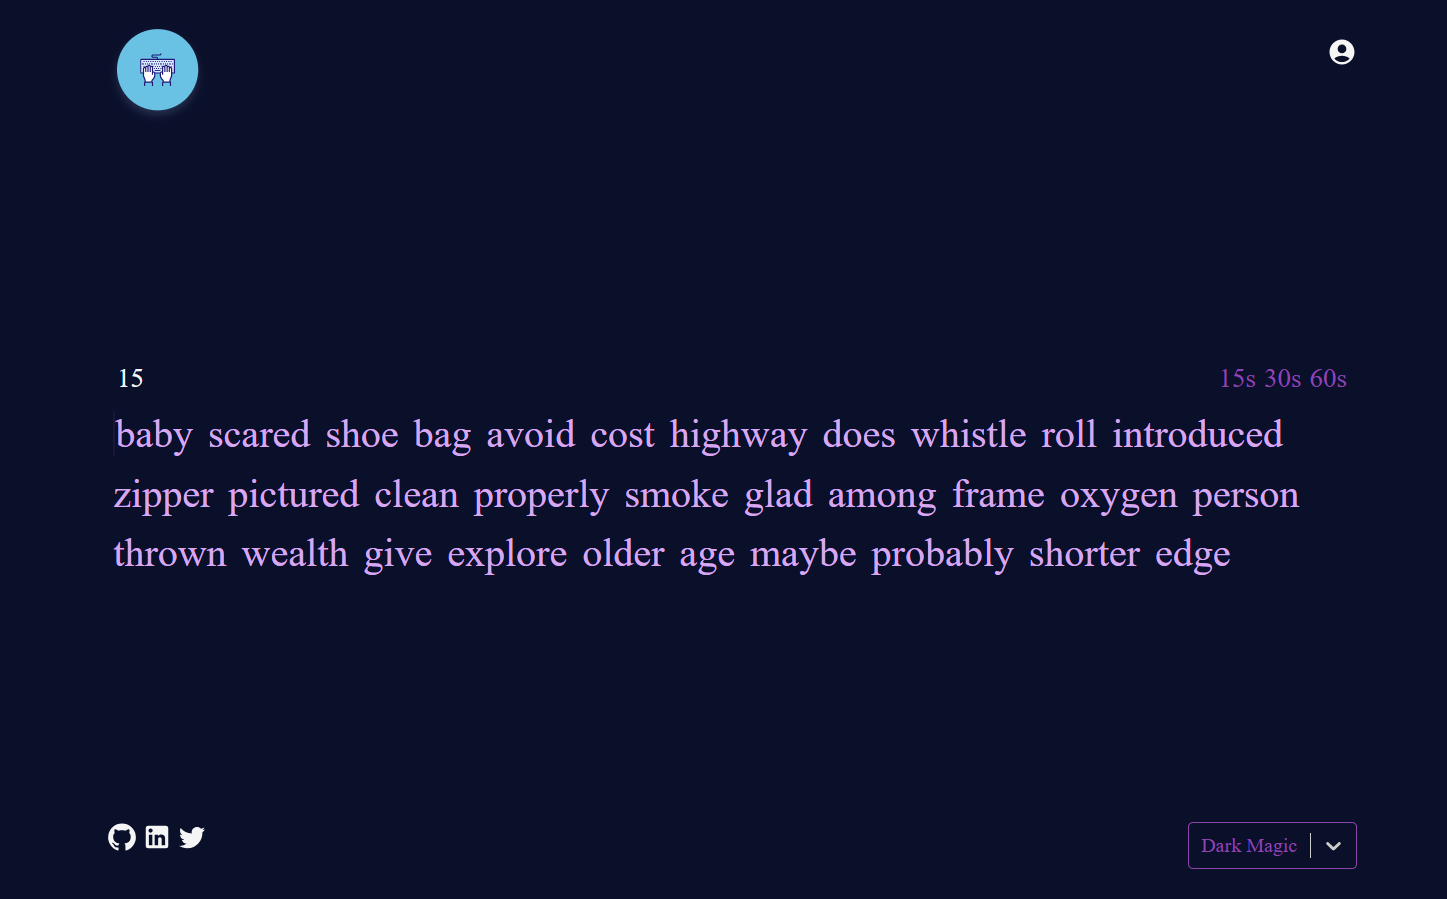 15
15s 30s 60s
baby scared shoe bag avoid cost highway does whistle roll introduced
zipper pictured clean properly smoke glad among frame oxygen person
thrown wealth give explore older age maybe probably shorter edge
Dark Magic